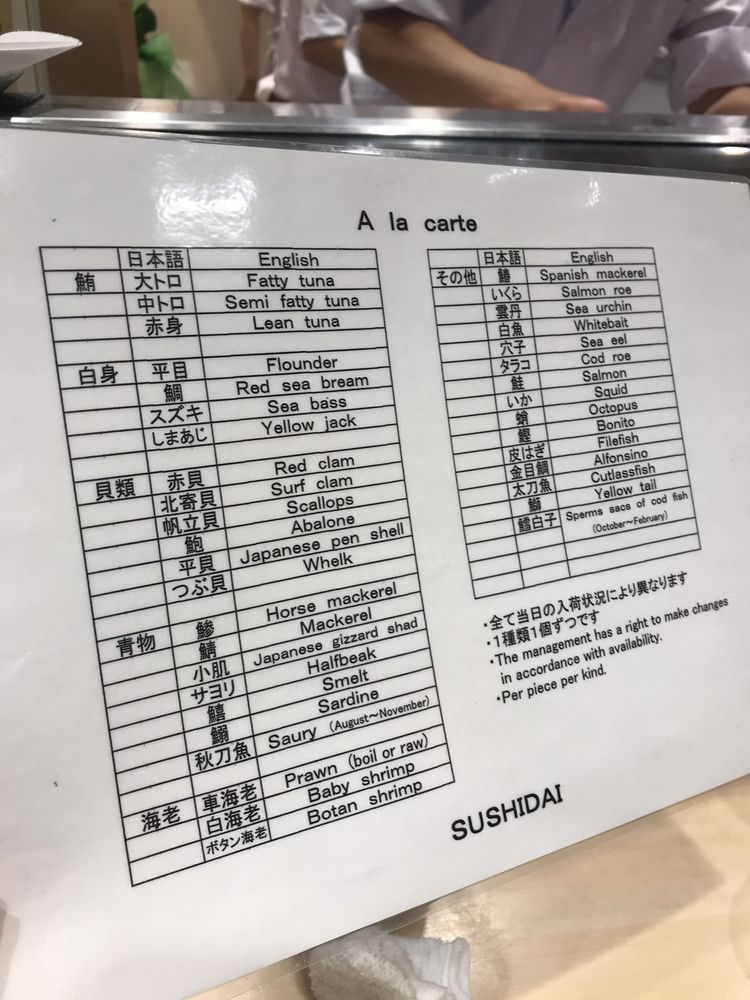 A la carte
日本語 English
鮪 大トロ Fatty tuna
中トロ Semi fatty tuna
赤身 Lean tuna
白身 平目 Flounder
鯛 Red sea bream
スズキ Sea bass
しまあじ Yellow jack
貝類 赤貝 Red clam
北寄貝 Surf clam
帆立貝 Scallops
鮑 Abalone
平貝 Japanese pen shell
つぶ貝 Whelk
青物 鯵 Horse mackerel
鯖 Mackerel
小肌 Japanese gizzard shad
サヨリ Halfbeak
鱚 Smelt
鰯 Sardine
秋刀魚 Saury (August～November)
海老 車海老 Prawn (boil or raw)
白海老 Baby shrimp
ボタン海老 Botan shrimp
日本語 English
その他 鰆 Spanish mackerel
いくら Salmon roe
雲丹 Sea urchin
白魚 Whitebait
穴子 Sea eel
タラコ Cod roe
鮭 Salmon
いか Squid
蛸 Octopus
鰹 Bonito
皮はぎ Filefish
金目鯛 Alfonsino
太刀魚 Cutlassfish
鰤 Yellow tail
鱈白子 Sperms sacs of cod fish
(October～February)
・全て当日の入荷状況により異なります
・１種類１個ずつです
・The management has a right to make changes
in accordance with availability.
・Per piece per kind.
SUSHIDAI